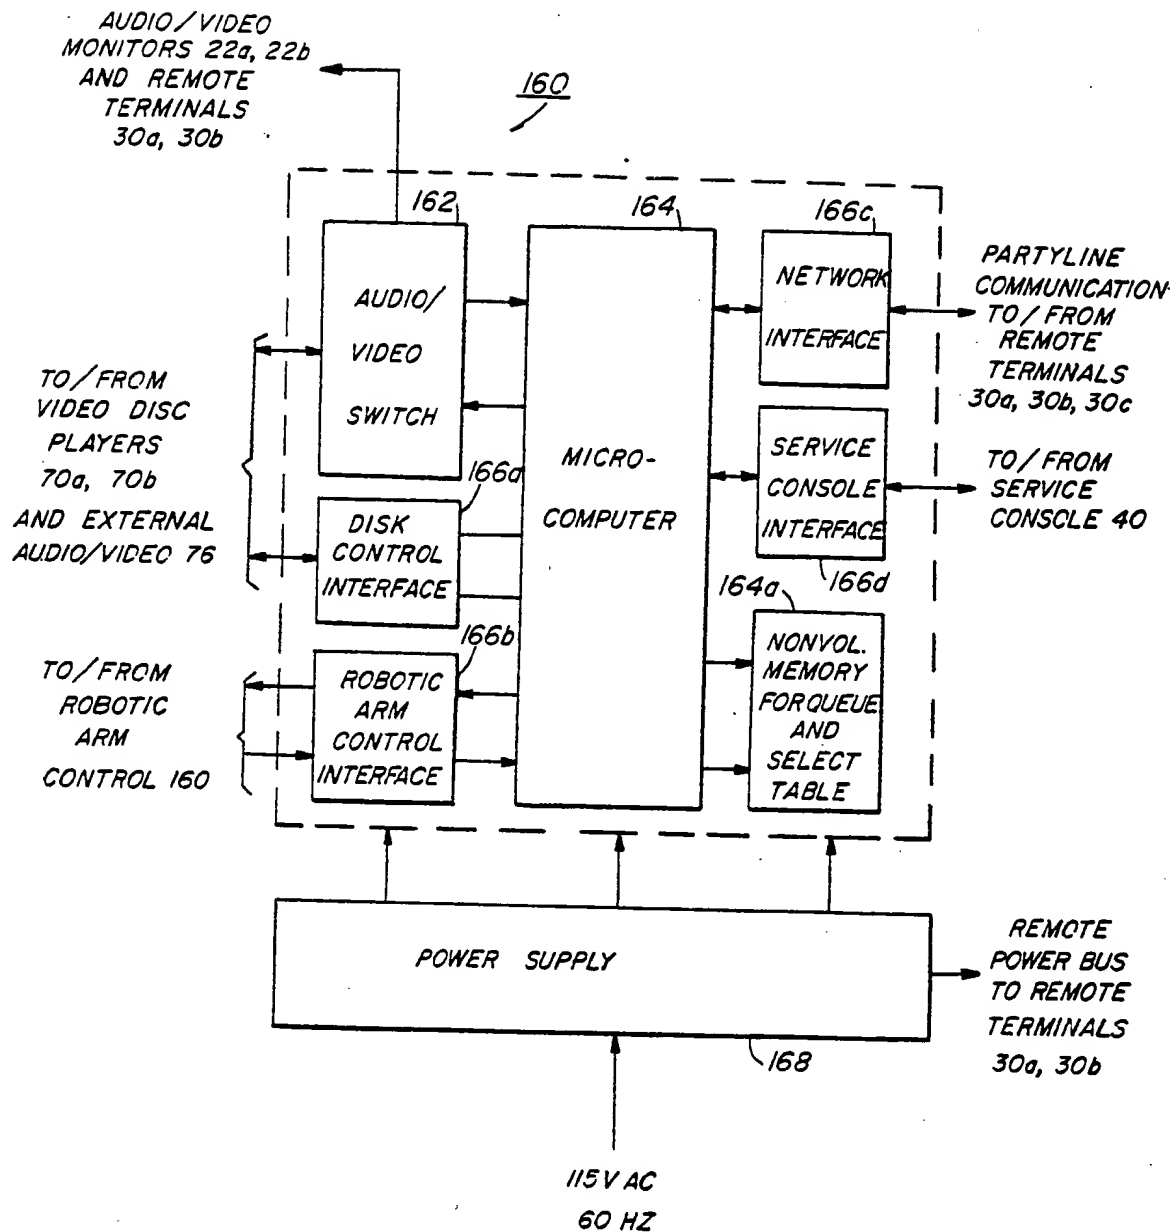 AUDIO/VIDEO
MONITORS 22a, 22b
AND REMOTE
TERMINALS
30a, 30b
160
162
164
166c
AUDIO/
VIDEO
SWITCH
MICRO-
COMPUTER
NETWORK
INTERFACE
PARTYLINE
COMMUNICATION
TO/FROM
REMOTE
TERMINALS
30a, 30b, 30c
TO/FROM
VIDEO DISC
PLAYERS
70a, 70b
AND EXTERNAL
AUDIO/VIDEO 76
166a
DISK
CONTROL
INTERFACE
SERVICE
CONSOLE
INTERFACE
166d
TO/FROM
SERVICE
CONSOLE 40
TO/FROM
ROBOTIC
ARM
CONTROL 160
166b
ROBOTIC
ARM
CONTROL
INTERFACE
164a
NONVOL.
MEMORY
FOR QUEUE
AND
SELECT
TABLE
POWER SUPPLY
168
REMOTE
POWER BUS
TO REMOTE
TERMINALS
30a, 30b
115V AC
60 HZ